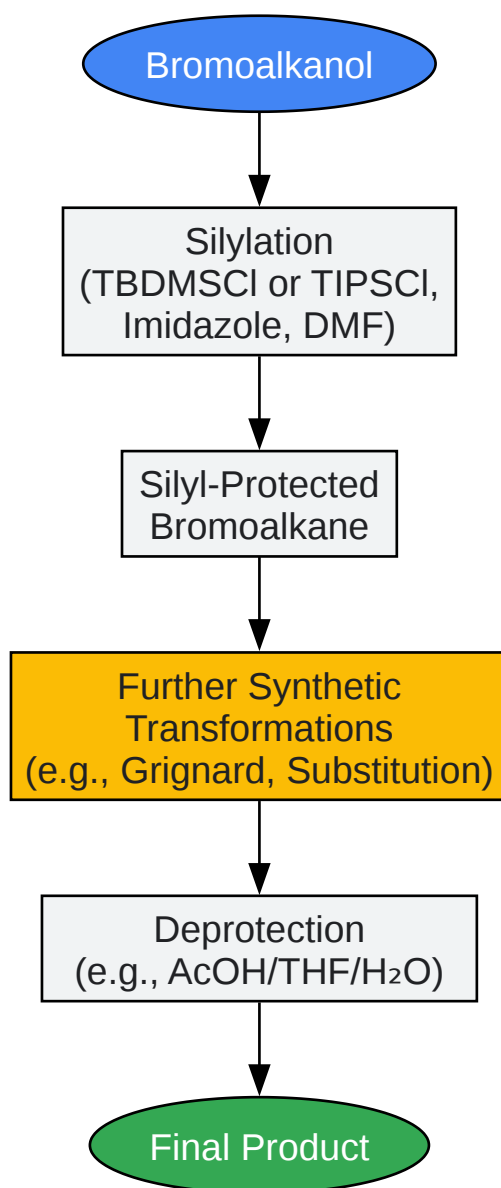 Bromoalkanol
Silylation
(TBDMSCl or TIPSCl,
Imidazole, DMF)
Silyl-Protected
Bromoalkane
Further Synthetic
Transformations
(e.g., Grignard, Substitution)
Deprotection
(e.g., AcOH/THF/H₂O)
Final Product